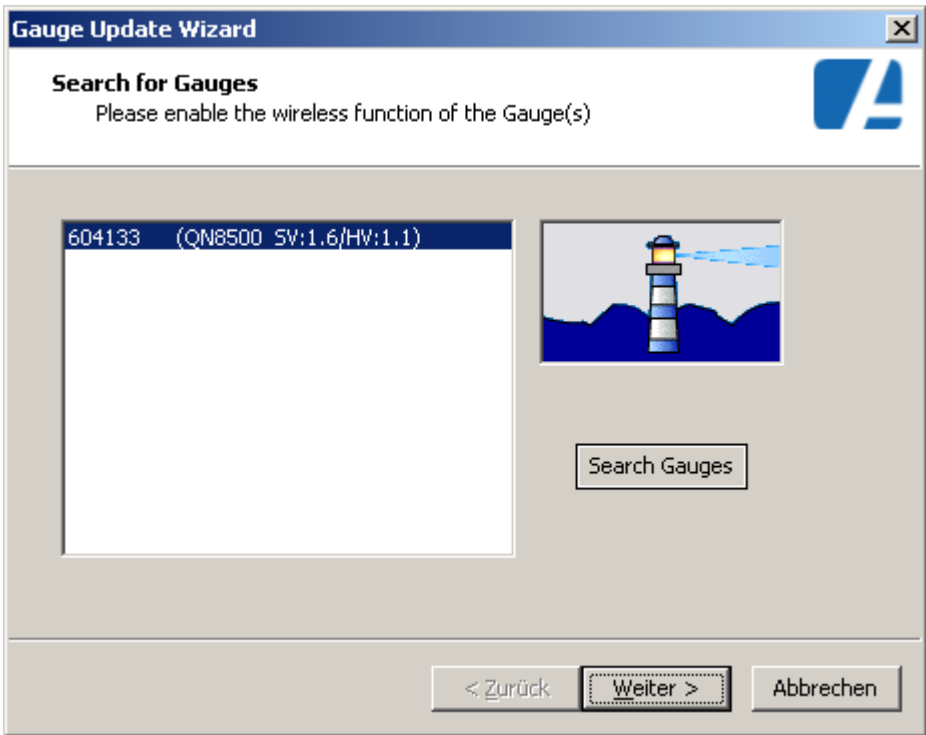 Gauge Update Wizard
Search for Gauges
Please enable the wireless function of the Gauge(s)
604133 (QN8500 SV:1.6/HV:1.1)
Search Gauges
< Zurück
Weiter >
Abbrechen